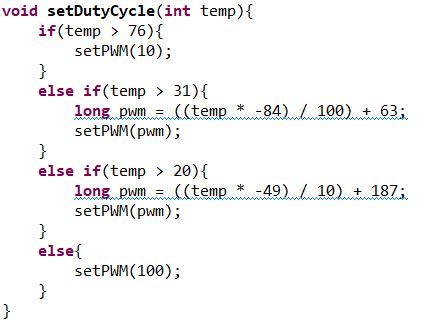 void setDutyCycle(int temp){
    if(temp > 76){
        setPWM(10);
    }
    else if(temp > 31){
        long pwm = ((temp * -84) / 100) + 63;
        setPWM(pwm);
    }
    else if(temp > 20){
        long pwm = ((temp * -49) / 10) + 187;
        setPWM(pwm);
    }
    else{
        setPWM(100);
    }
}